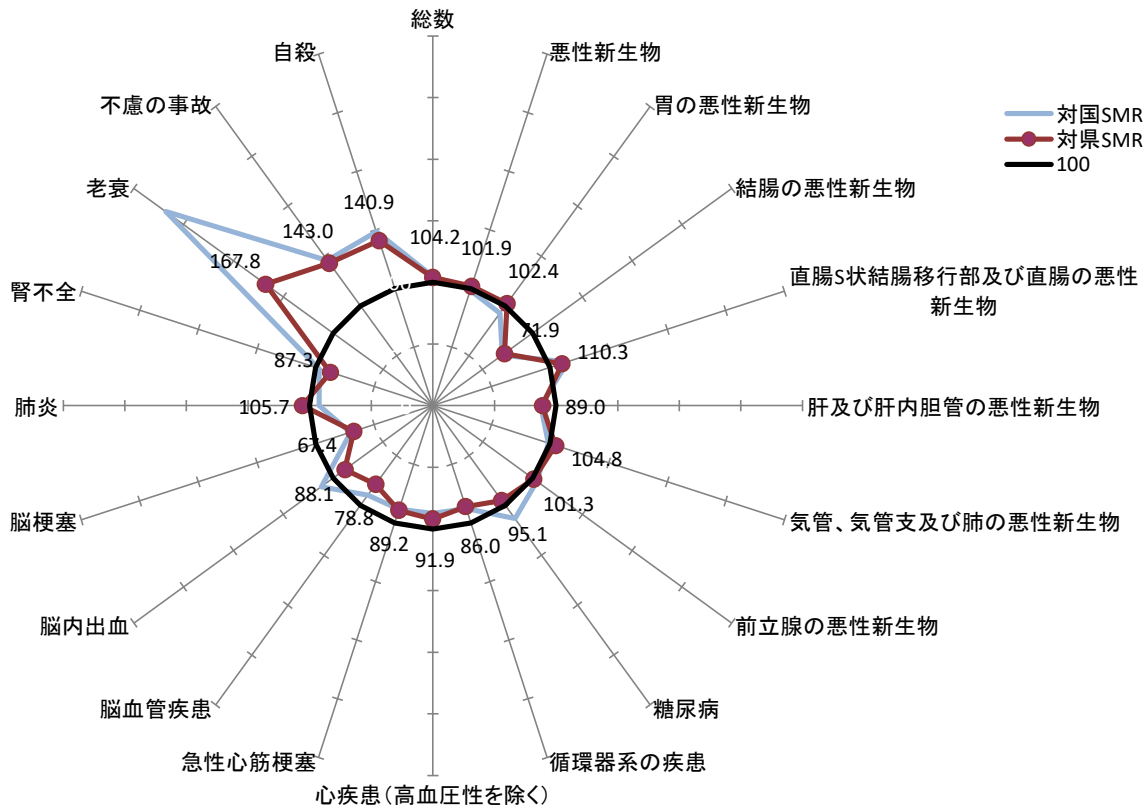 総数
悪性新生物
胃の悪性新生物
結腸の悪性新生物
直腸S状結腸移行部及び直腸の悪性
新生物
肝及び肝内胆管の悪性新生物
気管、気管支及び肺の悪性新生物
前立腺の悪性新生物
糖尿病
循環器系の疾患
心疾患(高血圧性を除く)
急性心筋梗塞
脳血管疾患
脳内出血
脳梗塞
肺炎
腎不全
老衰
不慮の事故
自殺
対国SMR
対県SMR
100
104.2
101.9
102.4
71.9
110.3
89.0
104.8
101.3
95.1
86.0
91.9
89.2
78.8
88.1
67.4
105.7
87.3
167.8
143.0
140.9